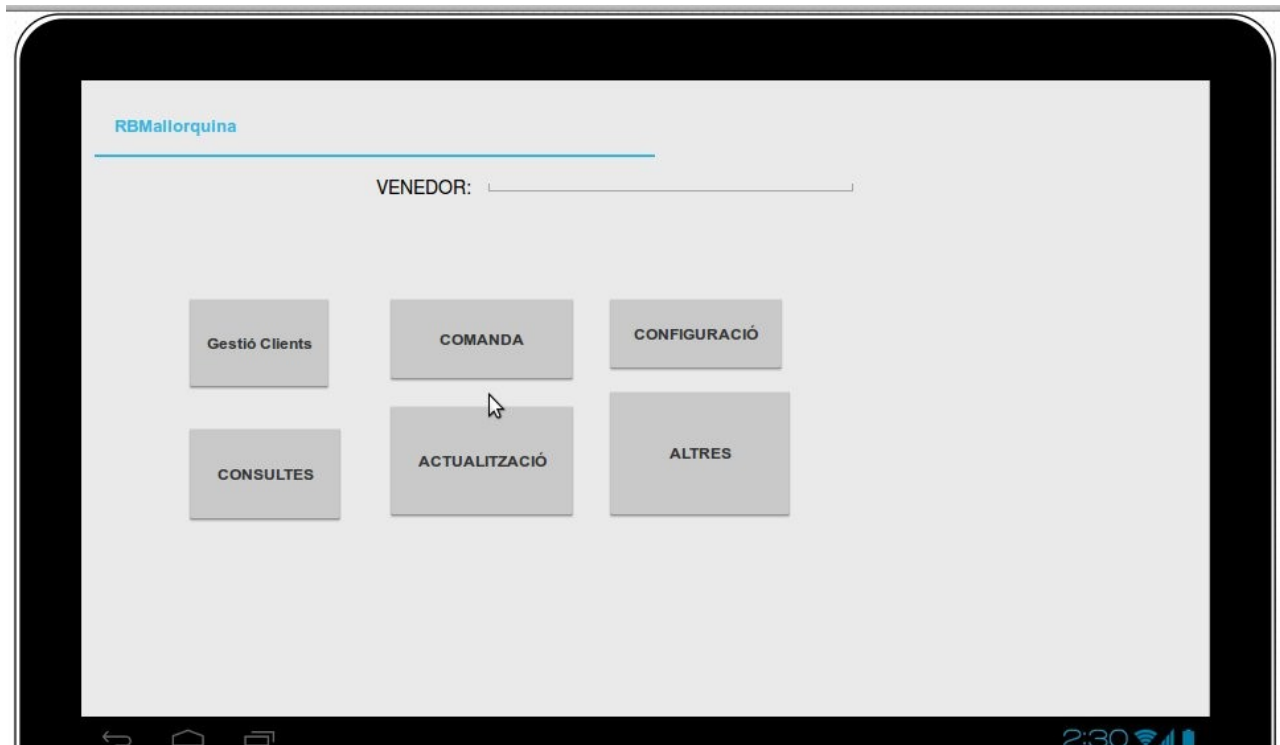 RBMallorquina
VENEDOR:
Gestió Clients
COMANDA
CONFIGURACIÓ
CONSULTES
ACTUALITZACIÓ
ALTRES
2:30